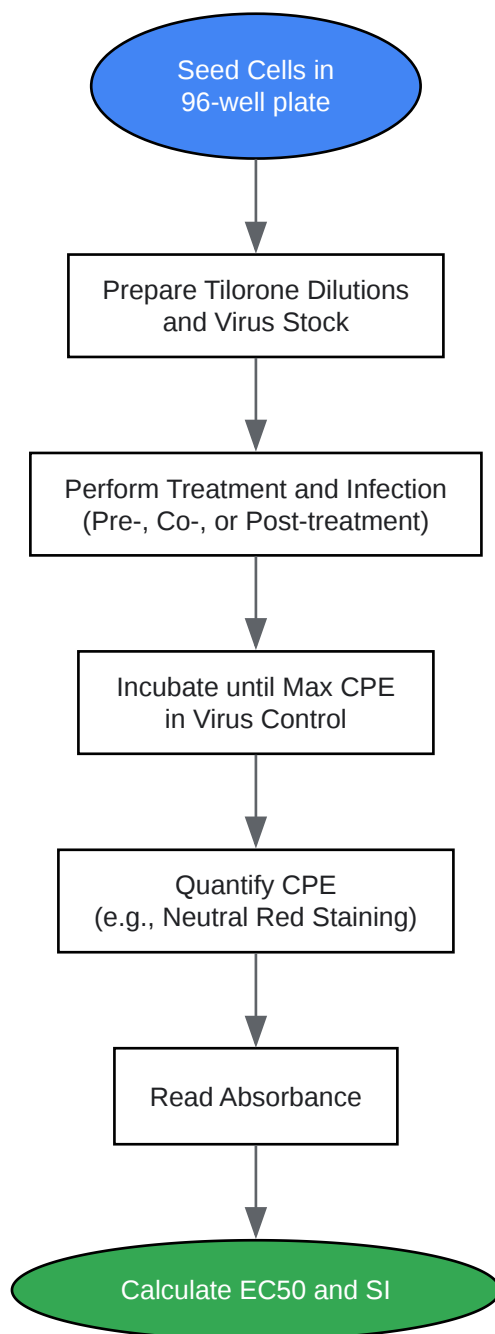 Seed Cells in
96-well plate
Prepare Tilorone Dilutions
and Virus Stock
Perform Treatment and Infection
(Pre-, Co-, or Post-treatment)
Incubate until Max CPE
in Virus Control
Quantify CPE
(e.g., Neutral Red Staining)
Read Absorbance
Calculate EC50 and SI